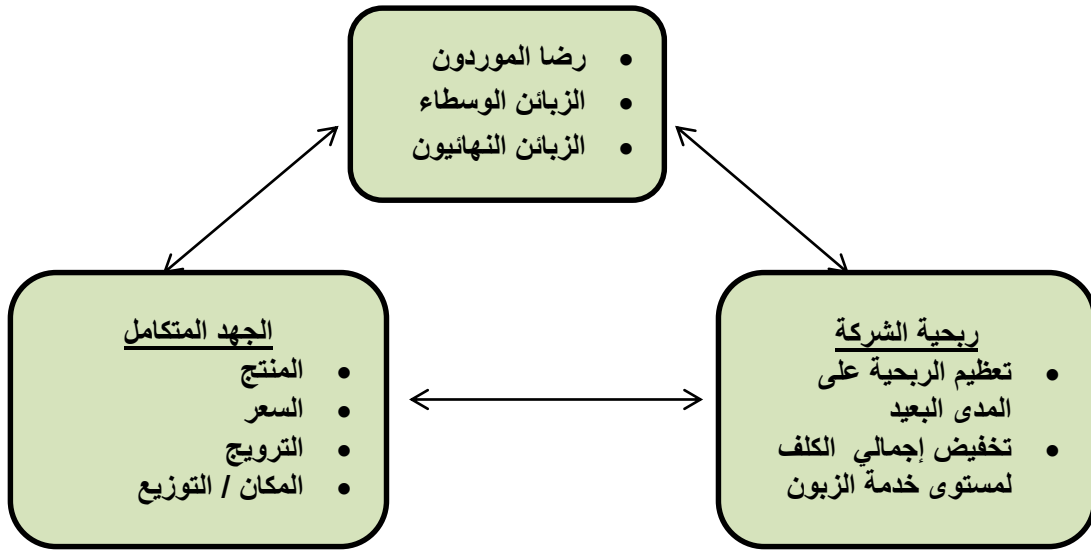 رضا الموردون
الزبائن الوسطاء
الزبائن النهائيون
ربحية الشركة
تعظيم الربحية على
المدى البعيد
تخفيض إجمالي الكلف
لمستوى خدمة الزبون
الجهد المتكامل
المنتج
السعر
الترويج
المكان / التوزيع